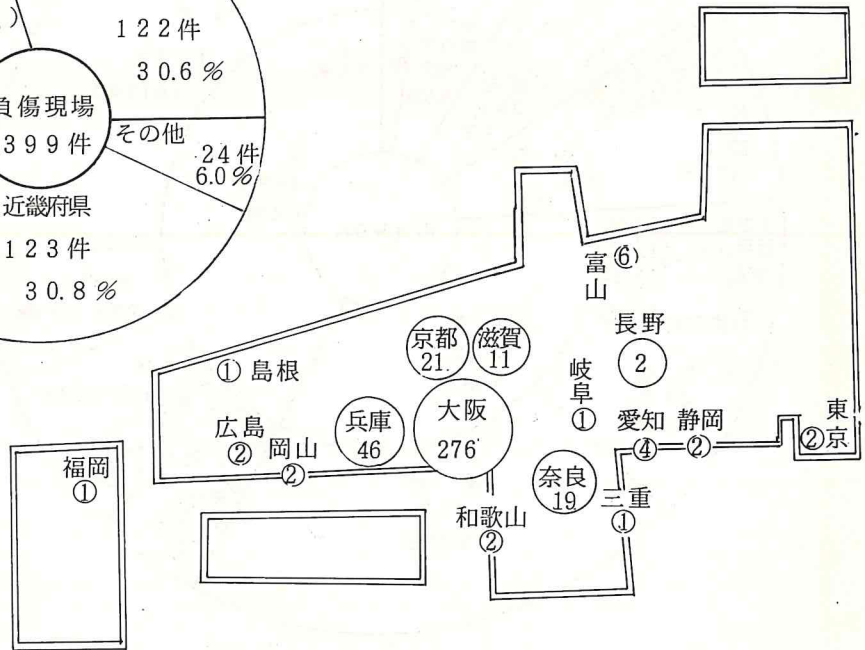 )
122件
30.6%
負傷現場
399件
その他
24件
6.0%
近畿府県
123件
30.8%
富山
⑥
長野
2
京都
21
滋賀
11
① 島根
岐阜
①
兵庫
46
大阪
276
広島
②
岡山
②
愛知
④
静岡
②
東京
②
福岡
①
奈良
19
三重
①
和歌山
②